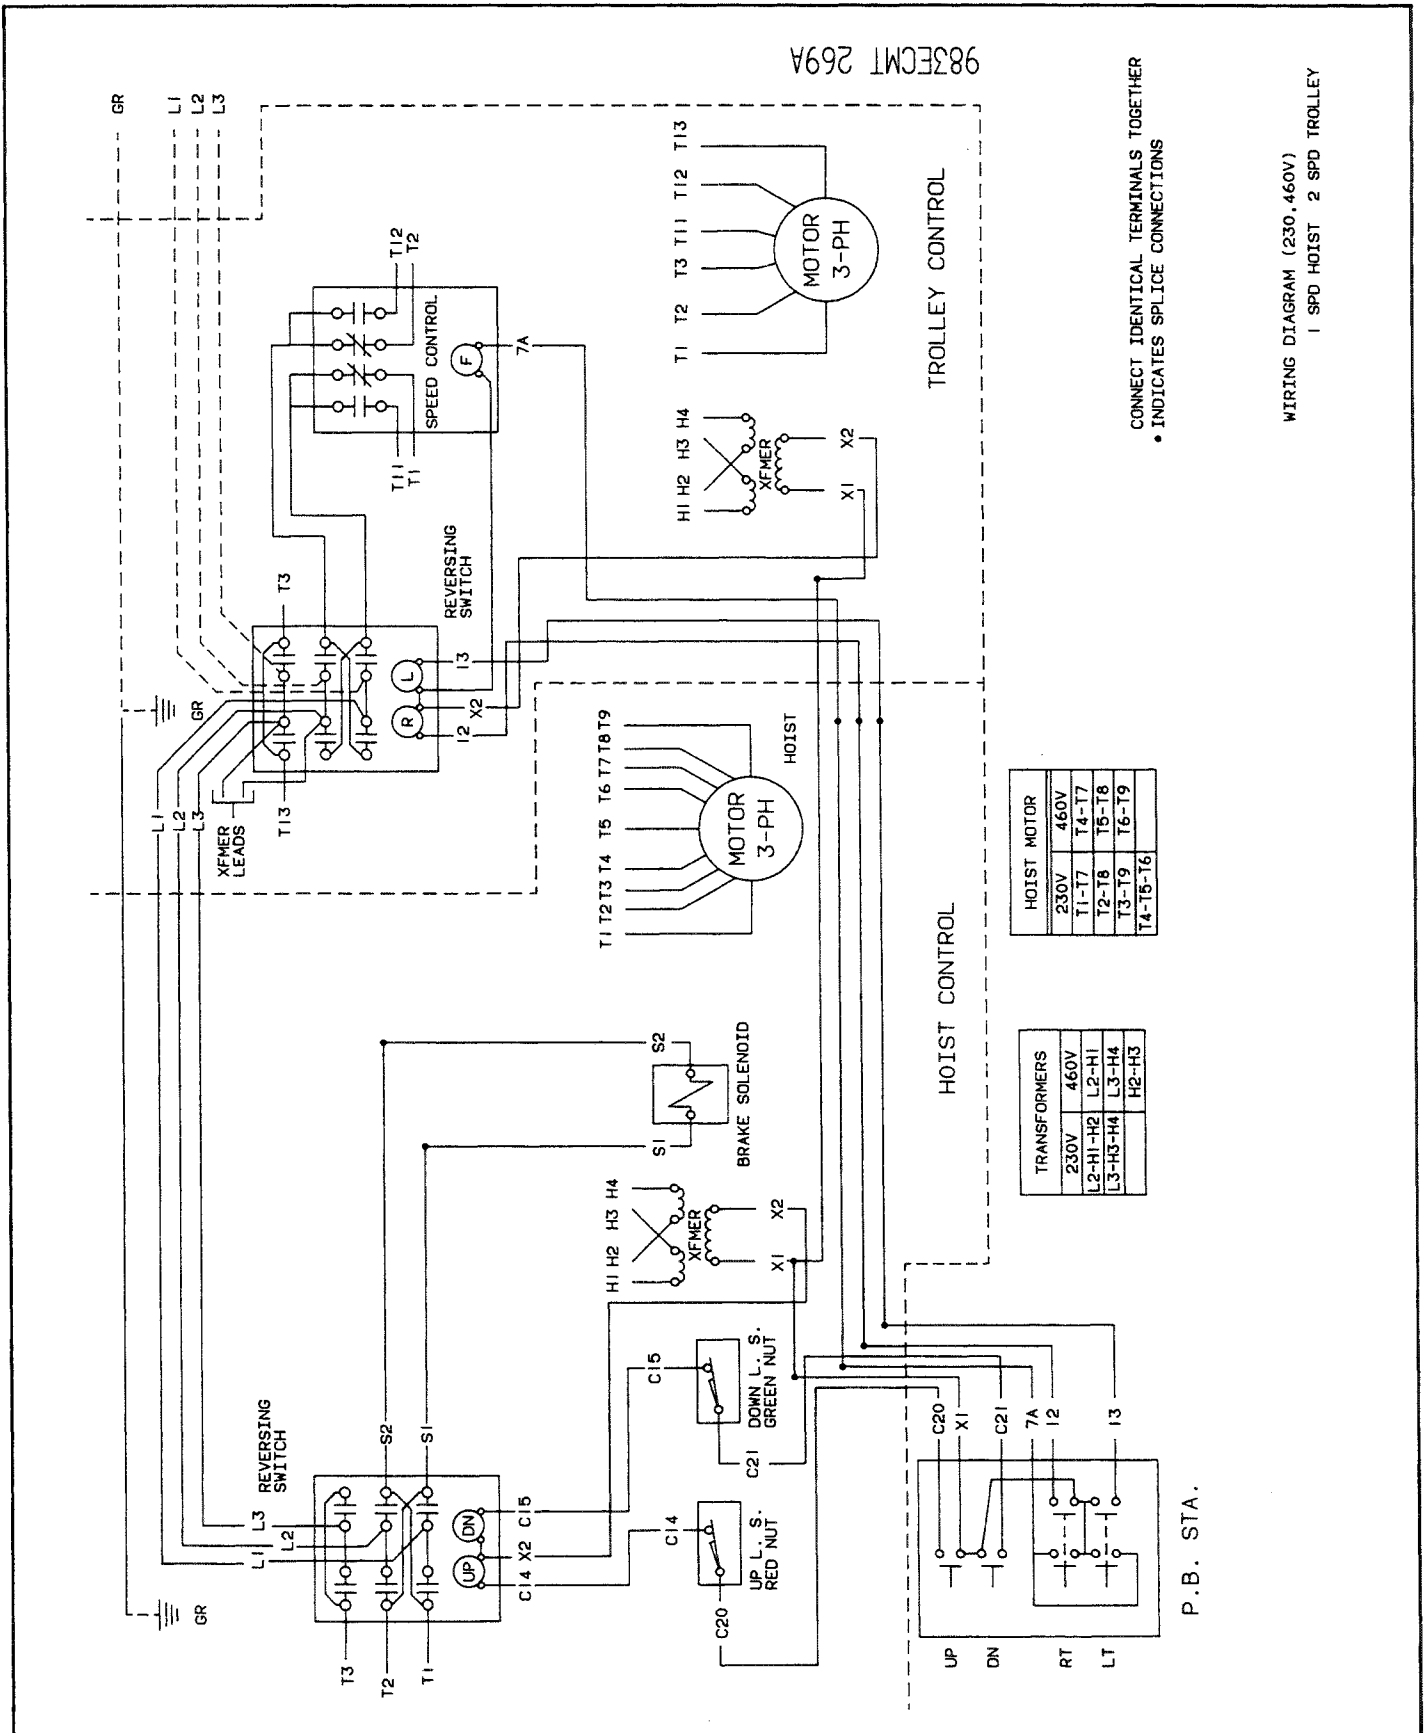 983ECMT 269A
GR
L1
L2
L3
T12
T2
SPEED CONTROL
F
7A
T11
T1
T3
REVERSING
SWITCH
GR
R
L
12
X2
13
T13
XFMER
LEADS
L1
L2
L3
T1 T2 T3 T11 T12 T13
MOTOR
3-PH
TROLLEY CONTROL
H1 H2 H3 H4
XFMER
X1
X2
T1 T2 T3 T4 T5 T6 T7 T8 T9
MOTOR
3-PH
HOIST
HOIST CONTROL
S2
S1
BRAKE SOLENOID
H1 H2 H3 H4
XFMER
X1
X2
REVERSING
SWITCH
L1
L2
L3
S2
S1
UP
DN
C14
X2
C15
T3
T2
T1
GR
C15
DOWN L. S.
GREEN NUT
C21
C14
UP L. S.
RED NUT
C20
C20
X1
C21
7A
12
13
UP
DN
RT
LT
P.B. STA.
TRANSFORMERS
230V 460V
L2-H1-H2 L2-H1
L3-H3-H4 L3-H4
H2-H3
HOIST MOTOR
230V 460V
T1-T7 T4-T7
T2-T8 T5-T8
T3-T9 T6-T9
T4-T5-T6
CONNECT IDENTICAL TERMINALS TOGETHER
• INDICATES SPLICE CONNECTIONS
WIRING DIAGRAM (230,460V)
1 SPD HOIST 2 SPD TROLLEY